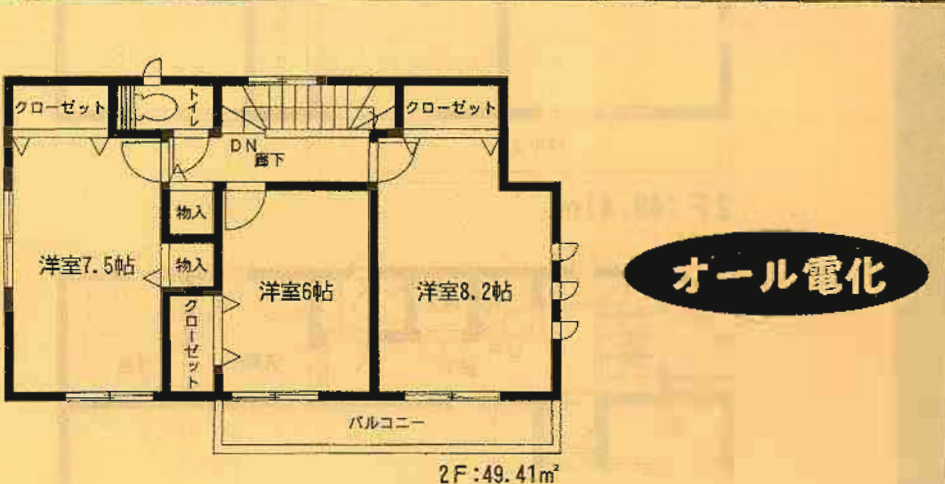 クローゼット
トイレ
クローゼット
DN
廊下
物入
物入
洋室7.5帖
洋室6帖
洋室8.2帖
クローゼット
バルコニー
2F:49.41㎡
オール電化